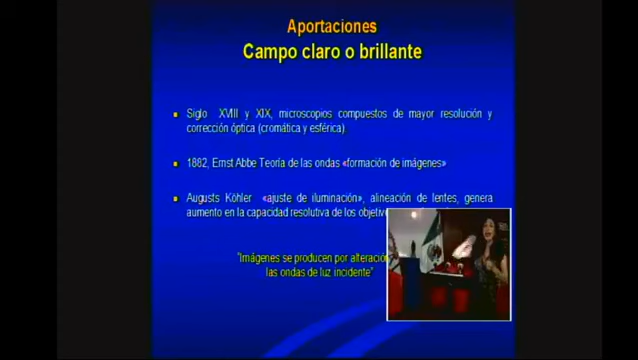 Aportaciones
Campo claro o brillante
Siglo XVIII y XIX, microscopios compuestos de mayor resolución y
corrección óptica (cromática y esférica)
1882, Ernst Abbe Teoría de las ondas «formación de imágenes»
Augusts Köhler «ajuste de iluminación», alineación de lentes, genera
aumento en la capacidad resolutiva de los
"Imágenes se producen por
las ondas de luz incidente"